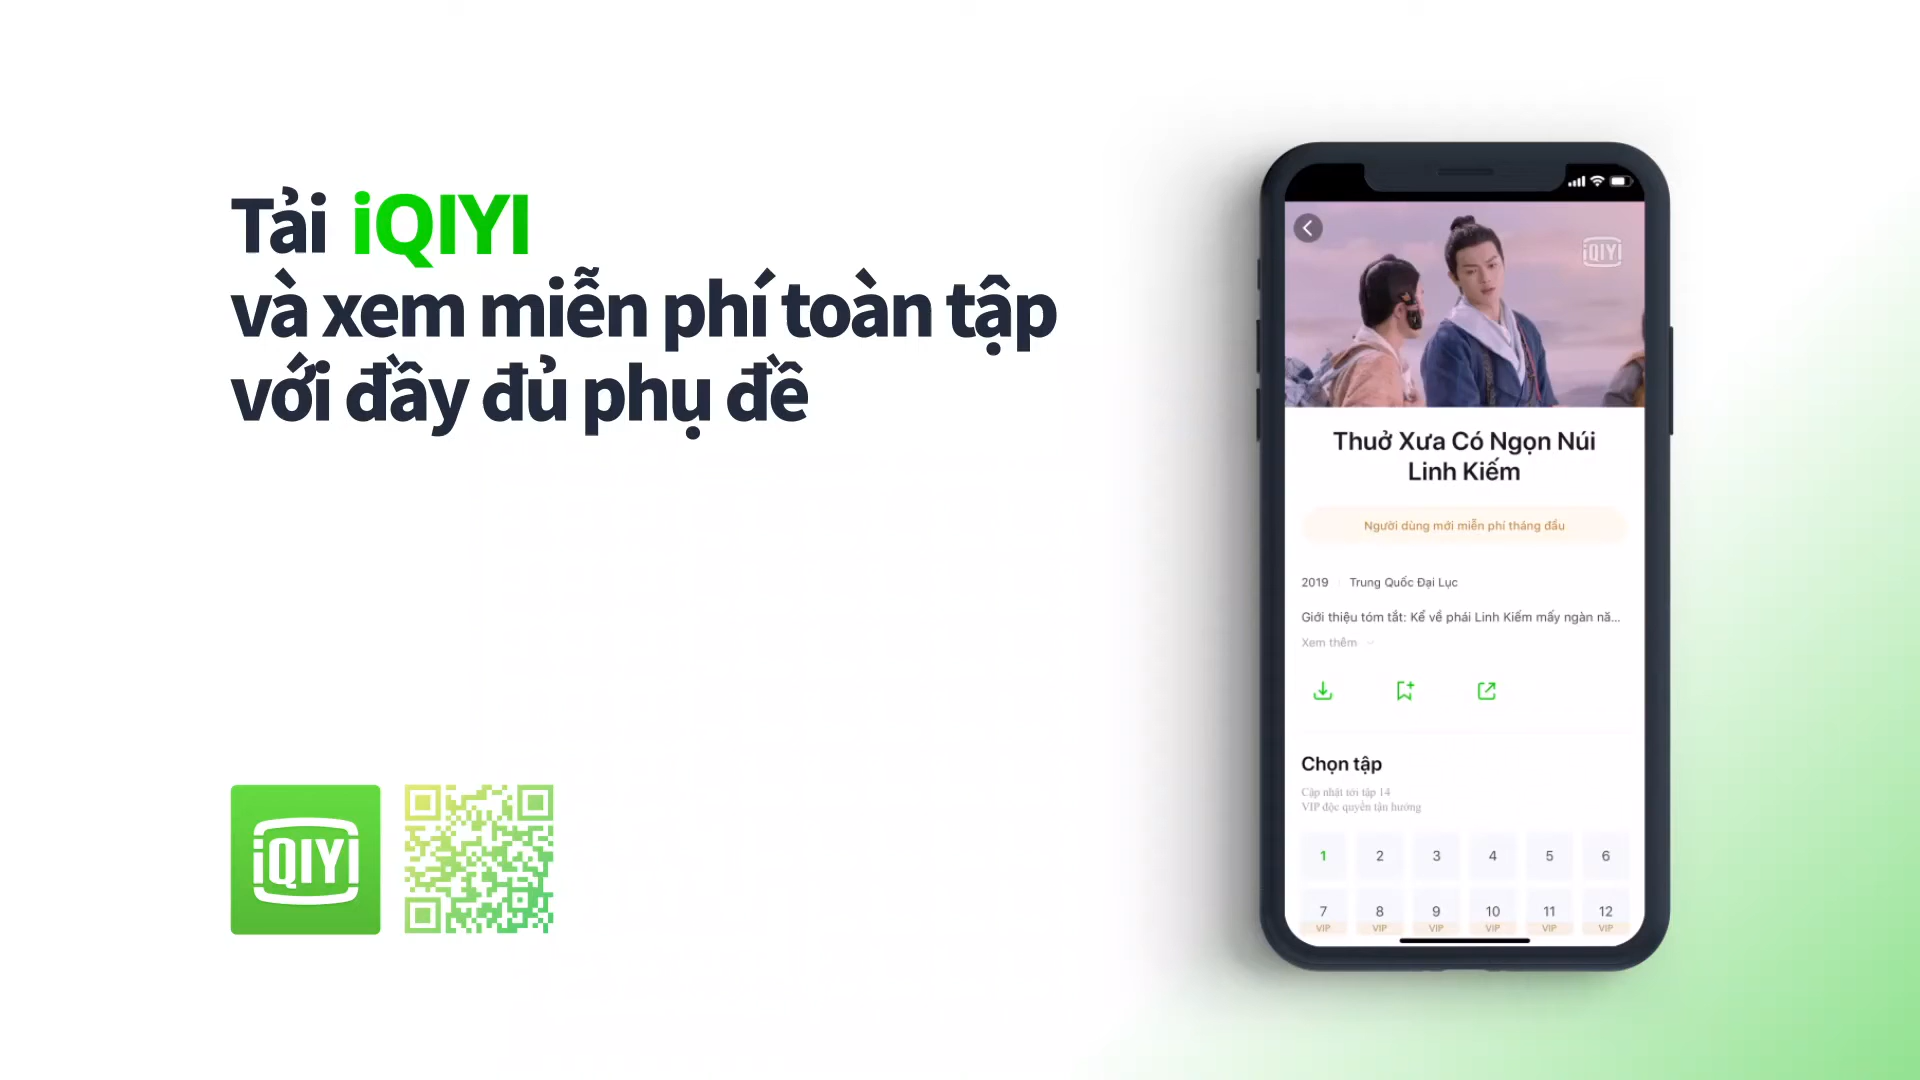 Tải iQIYI
và xem miễn phí toàn tập
với đầy đủ phụ đề
iQIYI
iQIYI
Thuở Xưa Có Ngọn Núi
Linh Kiếm
Người dùng mới miễn phí tháng đầu
2019 Trung Quốc Đại Lục
Giới thiệu tóm tắt: Kể về phái Linh Kiếm mấy ngàn nă...
Xem thêm
Chọn tập
Cập nhật tới tập 14
VIP độc quyền tận hưởng
1 2 3 4 5 6
7 8 9 10 11 12
VIP VIP VIP VIP VIP VIP